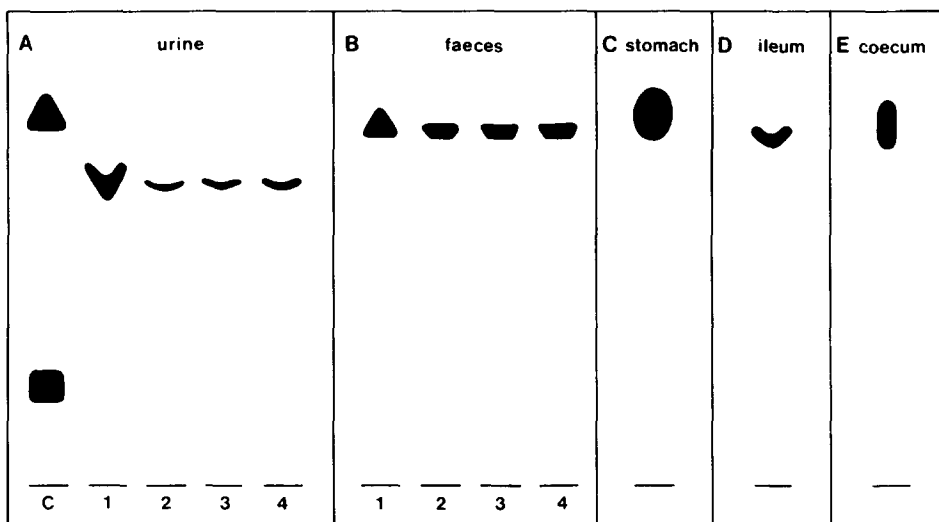 A urine
B faeces
C stomach
D ileum
E coecum
C 1 2 3 4
1 2 3 4